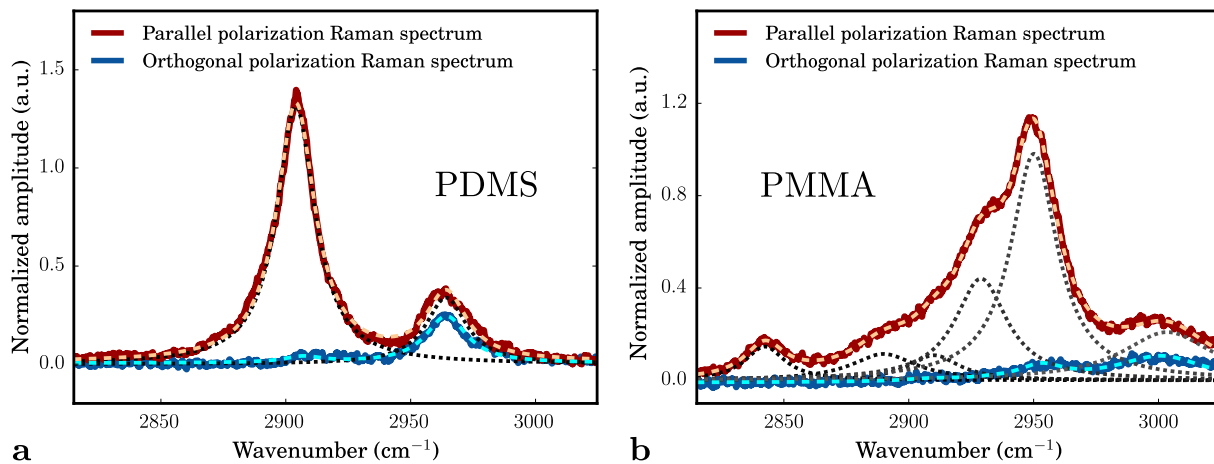 Parallel polarization Raman spectrum
Orthogonal polarization Raman spectrum
Normalized amplitude (a.u.)
1.5
1.0
0.5
0.0
PDMS
2850
2900
2950
3000
Wavenumber (cm⁻¹)
a
Parallel polarization Raman spectrum
Orthogonal polarization Raman spectrum
Normalized amplitude (a.u.)
1.2
0.8
0.4
0.0
PMMA
2850
2900
2950
3000
Wavenumber (cm⁻¹)
b